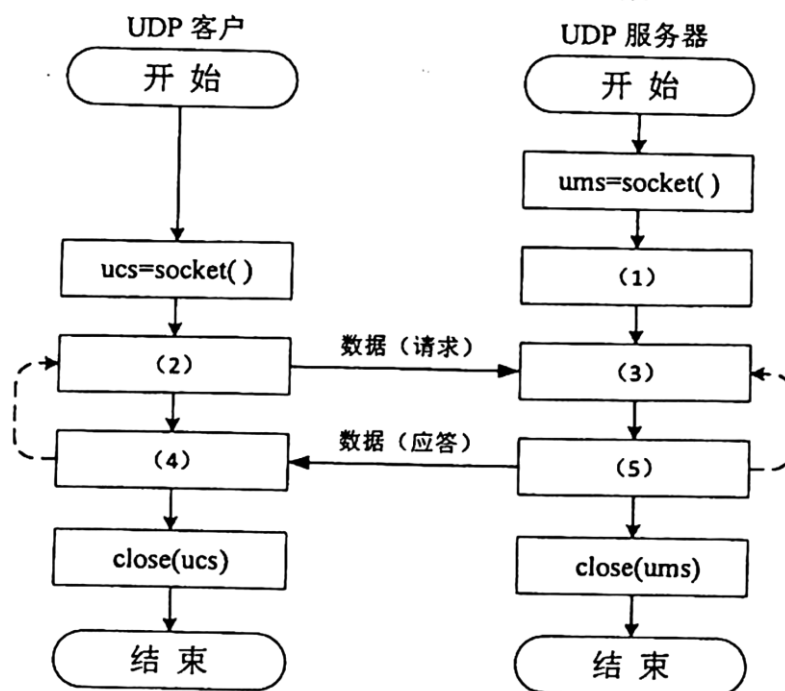 UDP 客户
UDP 服务器
开 始
开 始
ums=socket( )
ucs=socket( )
(1)
(2)
数据（请求）
(3)
(4)
数据（应答）
(5)
close(ucs)
close(ums)
结 束
结 束